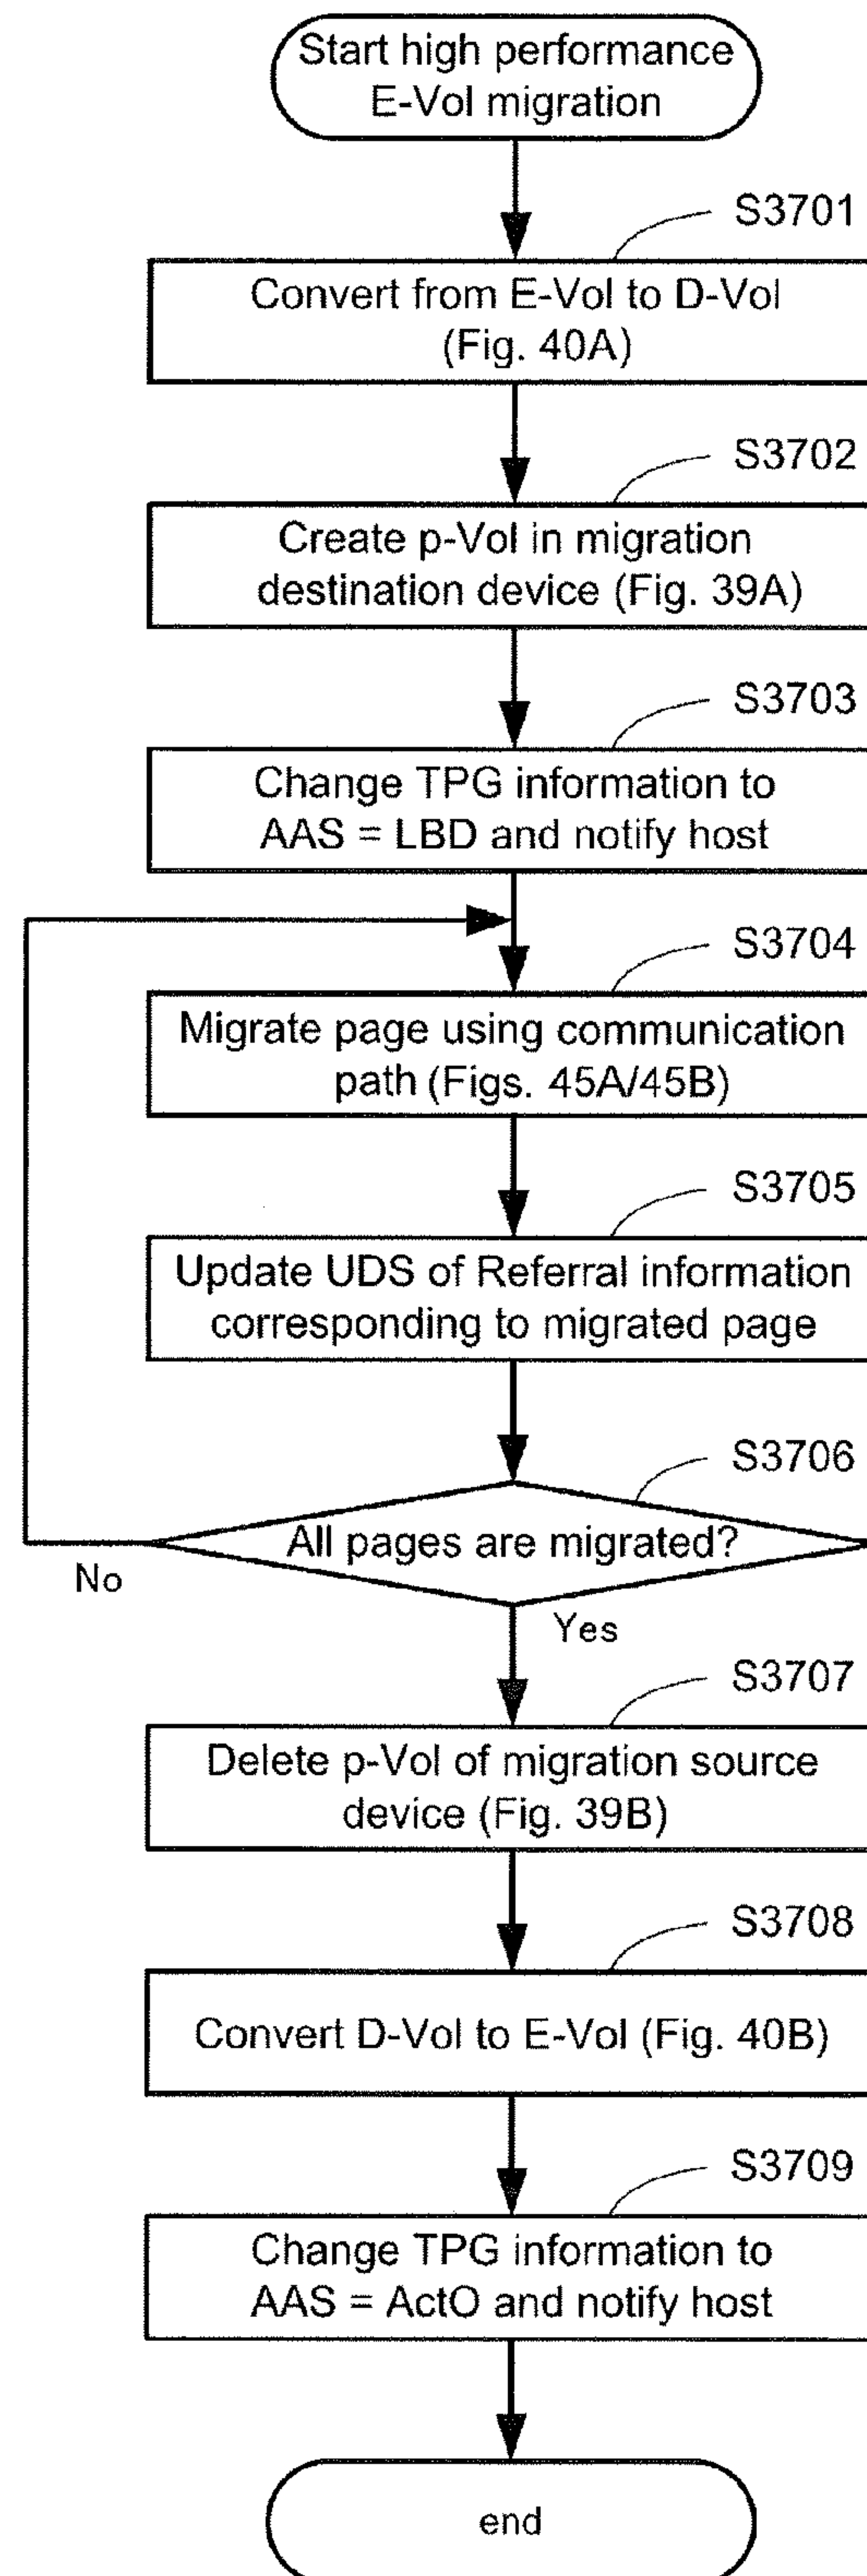 Start high performance
E-Vol migration
S3701
Convert from E-Vol to D-Vol
(Fig. 40A)
S3702
Create p-Vol in migration
destination device (Fig. 39A)
S3703
Change TPG information to
AAS = LBD and notify host
S3704
Migrate page using communication
path (Figs. 45A/45B)
S3705
Update UDS of Referral information
corresponding to migrated page
S3706
All pages are migrated?
No
Yes
S3707
Delete p-Vol of migration source
device (Fig. 39B)
S3708
Convert D-Vol to E-Vol (Fig. 40B)
S3709
Change TPG information to
AAS = ActO and notify host
end